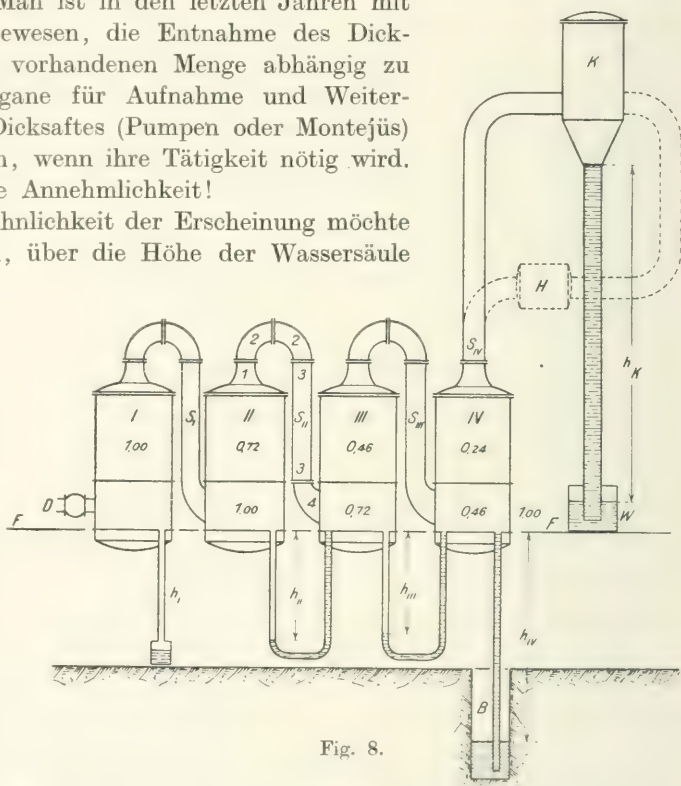 Man ist in den letzten Jahren mit
ewesen, die Entnahme des Dick-
vorhandenen Menge abhängig zu
gane für Aufnahme und Weiter-
Dicksaftes (Pumpen oder Montejüs)
n, wenn ihre Tätigkeit nötig wird.
e Annehmlichkeit!
hnlichkeit der Erscheinung möchte
, über die Höhe der Wassersäule
K
H
h_K
S_IV
2 2
1 3
I S_I II S_II III S_III IV
1,00 0,72 0,46 0,24
3
D 1.00 4 0,72 0,46 1.00 W
F F
h_I h_II h_III h_IV
B
Fig. 8.